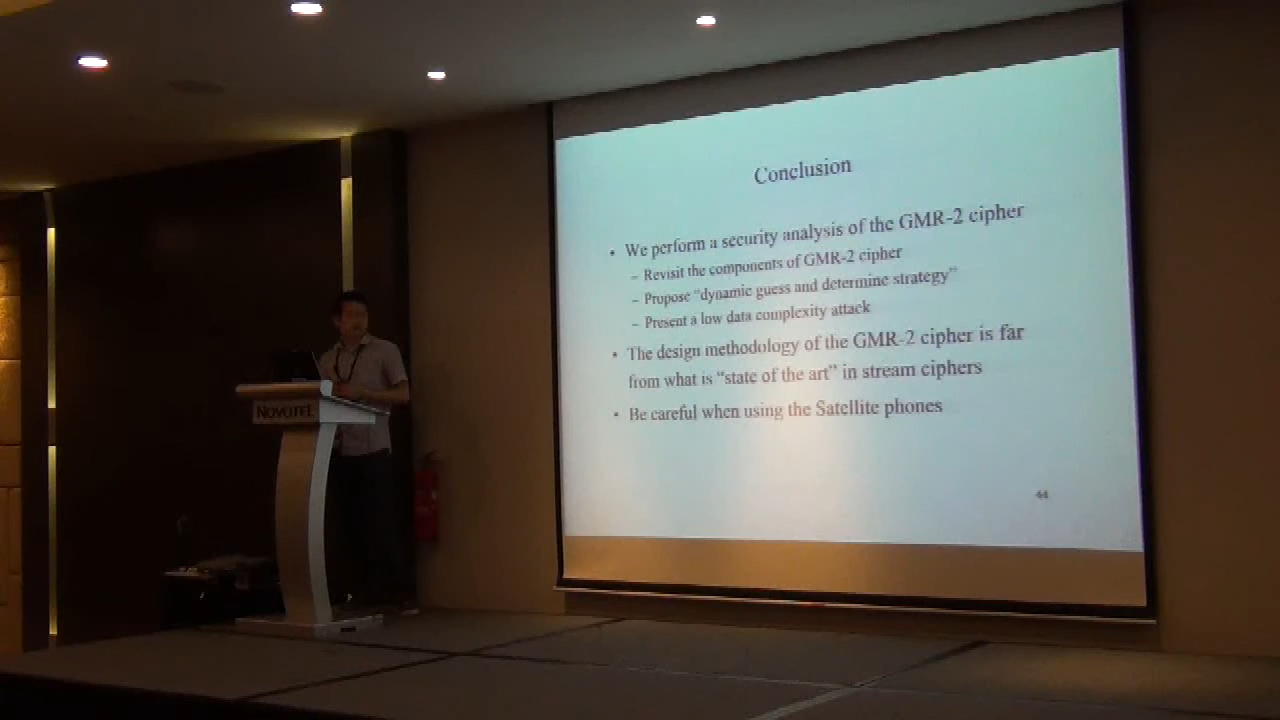 Conclusion
• We perform a security analysis of the GMR-2 cipher
– Revisit the components of GMR-2 cipher
– Propose "dynamic guess and determine strategy"
– Present a low data complexity attack
• The design methodology of the GMR-2 cipher is far
from what is "state of the art" in stream ciphers
• Be careful when using the Satellite phones
44
NOVOTEL